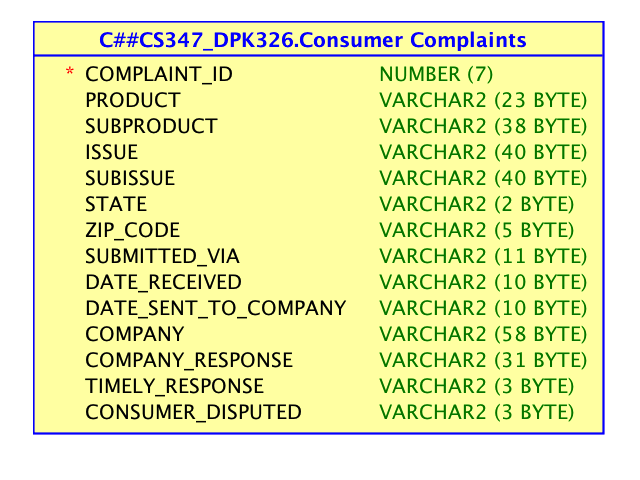 C##CS347_DPK326.Consumer Complaints
* COMPLAINT_ID NUMBER (7)
PRODUCT VARCHAR2 (23 BYTE)
SUBPRODUCT VARCHAR2 (38 BYTE)
ISSUE VARCHAR2 (40 BYTE)
SUBISSUE VARCHAR2 (40 BYTE)
STATE VARCHAR2 (2 BYTE)
ZIP_CODE VARCHAR2 (5 BYTE)
SUBMITTED_VIA VARCHAR2 (11 BYTE)
DATE_RECEIVED VARCHAR2 (10 BYTE)
DATE_SENT_TO_COMPANY VARCHAR2 (10 BYTE)
COMPANY VARCHAR2 (58 BYTE)
COMPANY_RESPONSE VARCHAR2 (31 BYTE)
TIMELY_RESPONSE VARCHAR2 (3 BYTE)
CONSUMER_DISPUTED VARCHAR2 (3 BYTE)